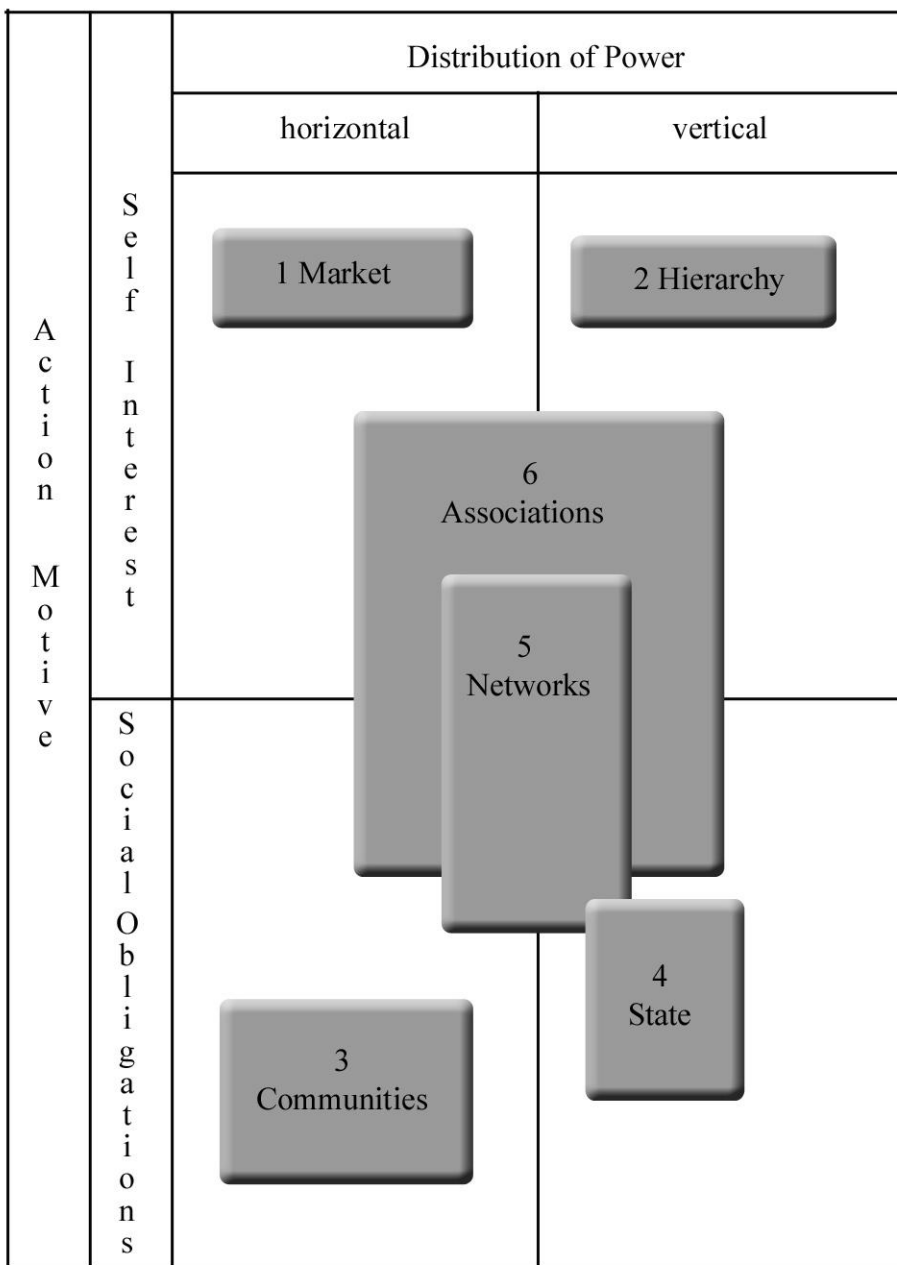 Distribution of Power
horizontal
vertical
Action Motive
Self Interest
1 Market
2 Hierarchy
6
Associations
5
Networks
Social Obligations
4
State
3
Communities